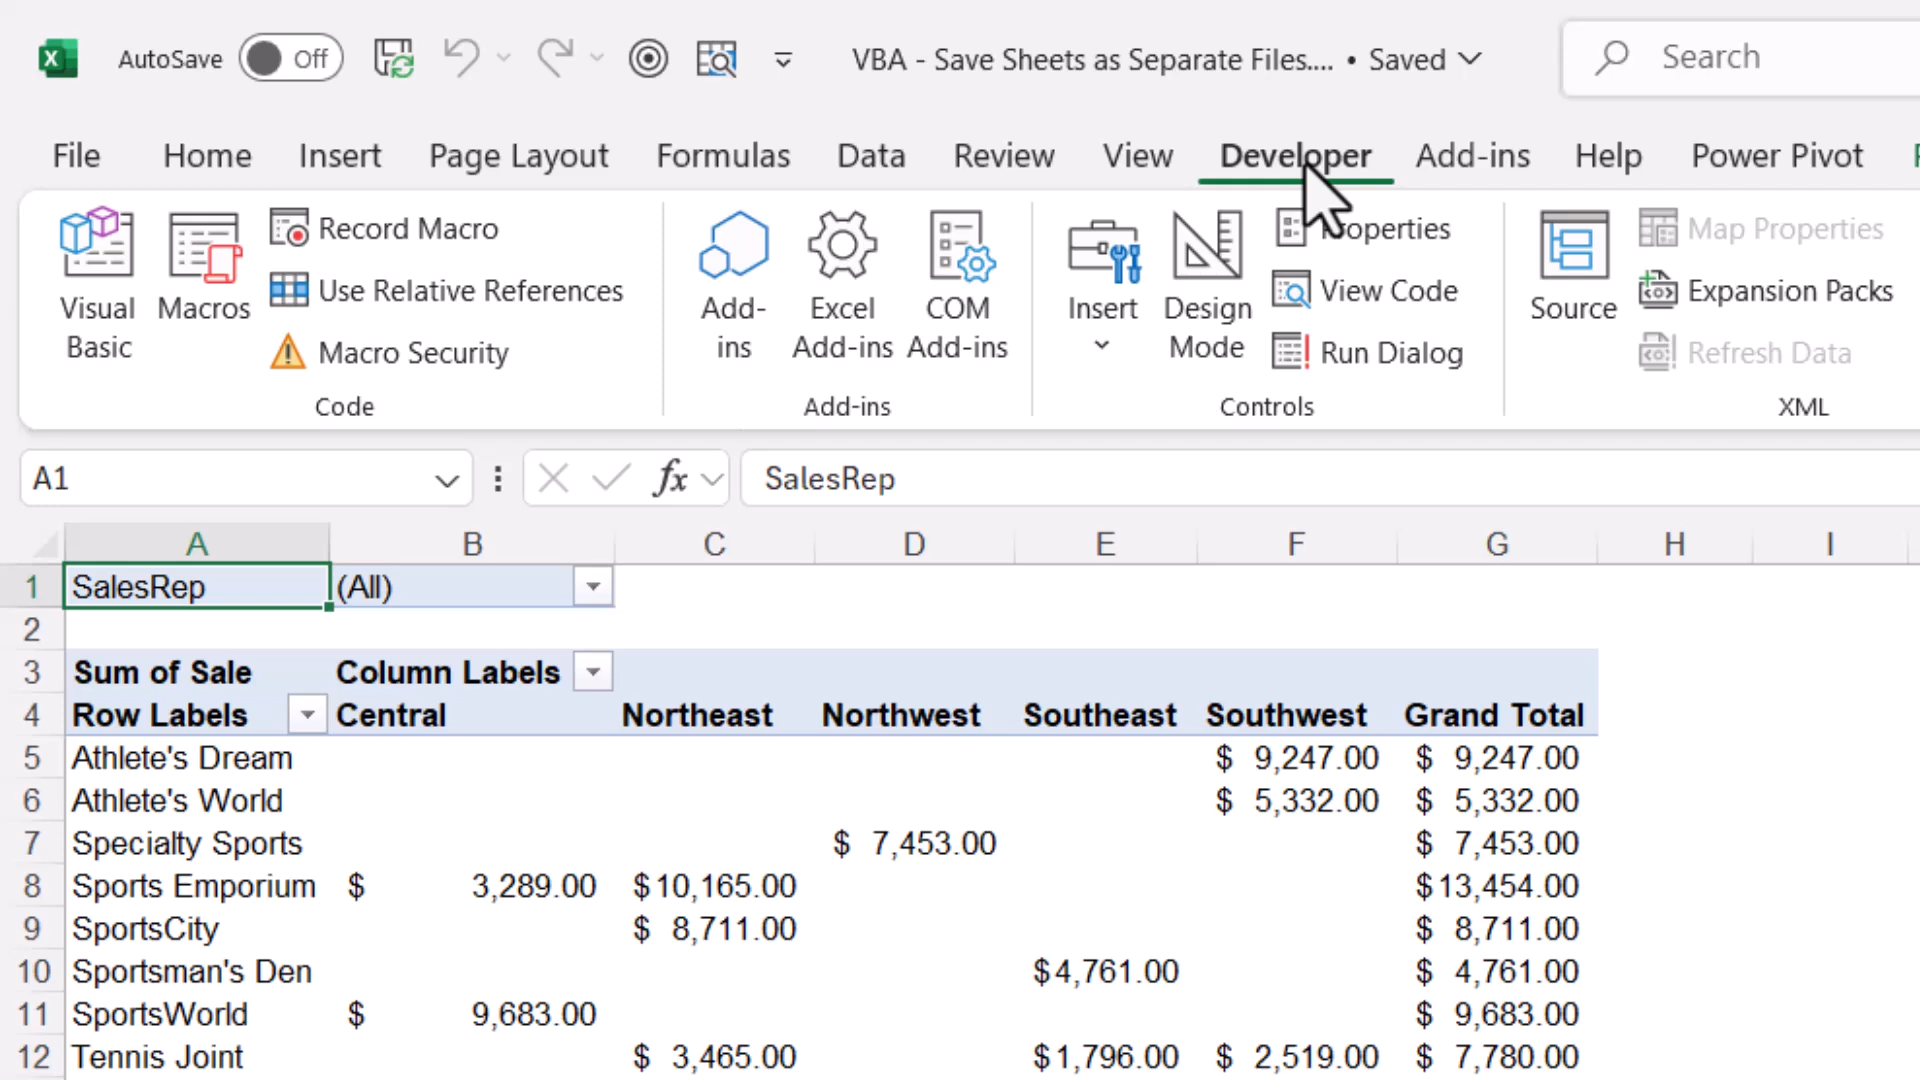 AutoSave Off VBA - Save Sheets as Separate Files.... • Saved Search
File Home Insert Page Layout Formulas Data Review View Developer Add-ins Help Power Pivot
Visual Basic
Macros
Record Macro
Use Relative References
Macro Security
Code
Add-ins
Excel Add-ins
COM Add-ins
Add-ins
Insert
Design Mode
Properties
View Code
Run Dialog
Controls
Source
Map Properties
Expansion Packs
Refresh Data
XML
A1 fx SalesRep
A B C D E F G H I
1 SalesRep (All)
2
3 Sum of Sale Column Labels
4 Row Labels Central Northeast Northwest Southeast Southwest Grand Total
5 Athlete's Dream $ 9,247.00 $ 9,247.00
6 Athlete's World $ 5,332.00 $ 5,332.00
7 Specialty Sports $ 7,453.00 $ 7,453.00
8 Sports Emporium $ 3,289.00 $10,165.00 $13,454.00
9 SportsCity $ 8,711.00 $ 8,711.00
10 Sportsman's Den $4,761.00 $ 4,761.00
11 SportsWorld $ 9,683.00 $ 9,683.00
12 Tennis Joint $ 3,465.00 $1,796.00 $ 2,519.00 $ 7,780.00